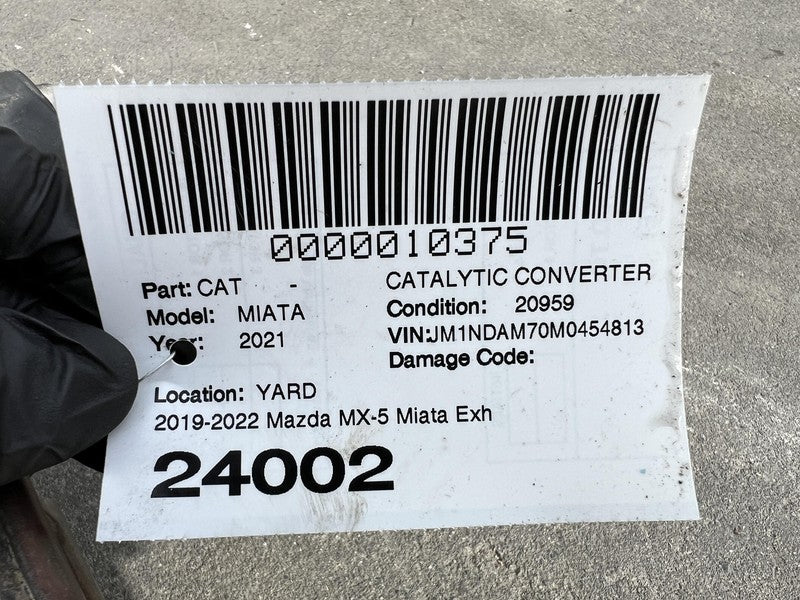 0000010375
Part: CAT - CATALYTIC CONVERTER
Model: MIATA Condition: 20959
Year: 2021 VIN:JM1NDAM70M0454813
Damage Code:
Location: YARD
2019-2022 Mazda MX-5 Miata Exh
24002